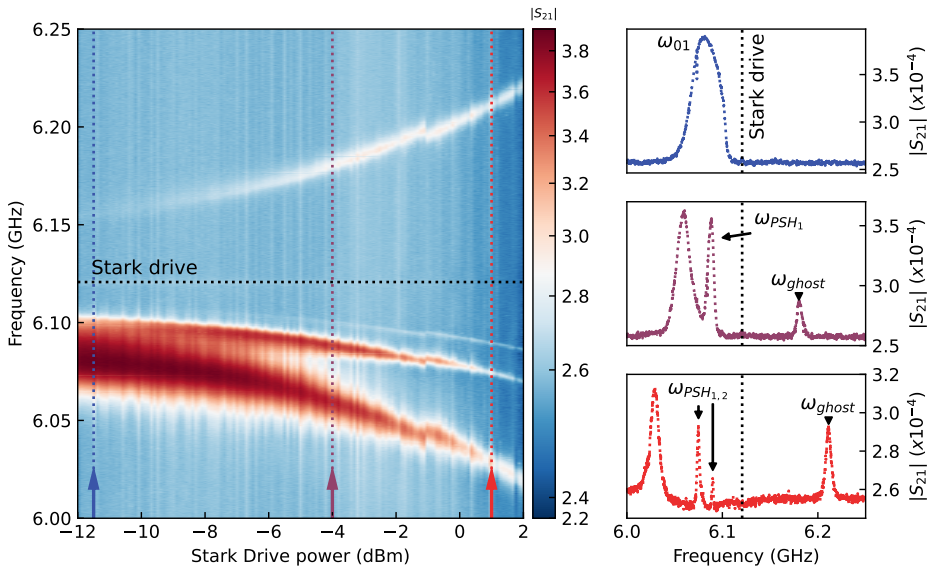 |S₂₁|
6.25
6.20
6.15
6.10
6.05
6.00
Frequency (GHz)
Stark drive
−12
−10
−8
−6
−4
−2
0
2
Stark Drive power (dBm)
3.8
3.6
3.4
3.2
3.0
2.8
2.6
2.4
2.2
ω₀₁
Stark drive
3.5
3.0
2.5
|S₂₁| (x10⁻⁴)
ω_PSH₁
ω_ghost
3.5
3.0
2.5
|S₂₁| (x10⁻⁴)
ω_PSH₁,₂
ω_ghost
3.2
3.0
2.8
2.6
|S₂₁| (x10⁻⁴)
6.0
6.1
6.2
Frequency (GHz)